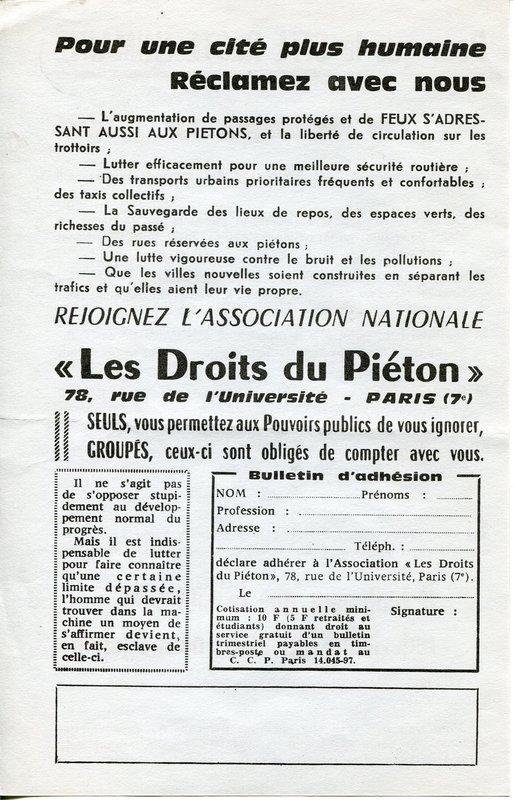 Pour une cité plus humaine
Réclamez avec nous
— L'augmentation de passages protégés et de FEUX S'ADRES-
SANT AUSSI AUX PIETONS, et la liberté de circulation sur les
trottoirs ;
— Lutter efficacement pour une meilleure sécurité routière ;
— Des transports urbains prioritaires fréquents et confortables ;
des taxis collectifs ;
— La Sauvegarde des lieux de repos, des espaces verts, des
richesses du passé ;
— Des rues réservées aux piétons ;
— Une lutte vigoureuse contre le bruit et les pollutions ;
— Que les villes nouvelles soient construites en séparant les
trafics et qu'elles aient leur vie propre.
REJOIGNEZ L'ASSOCIATION NATIONALE
« Les Droits du Piéton »
78, rue de l'Université - PARIS (7e)
SEULS, vous permettez aux Pouvoirs publics de vous ignorer,
GROUPÉS, ceux-ci sont obligés de compter avec vous.
Il ne s'agit pas
de s'opposer stupi-
dement au dévelop-
pement normal du
progrès.
Mais il est indis-
pensable de lutter
pour faire connaître
qu'une certaine
limite dépassée,
l'homme qui devrait
trouver dans la ma-
chine un moyen de
s'affirmer devient,
en fait, esclave de
celle-ci.
Bulletin d'adhésion
NOM : Prénoms :
Profession :
Adresse :
Téléph. :
déclare adhérer à l'Association « Les Droits
du Piéton», 78, rue de l'Université, Paris (7e).
Le
Cotisation annuelle mini-
mum : 10 F (5 F retraités et
étudiants) donnant droit au
service gratuit d'un bulletin
trimestriel payables en tim-
bres-poste ou mandat au
C. C. P. Paris 14.045-97.
Signature :